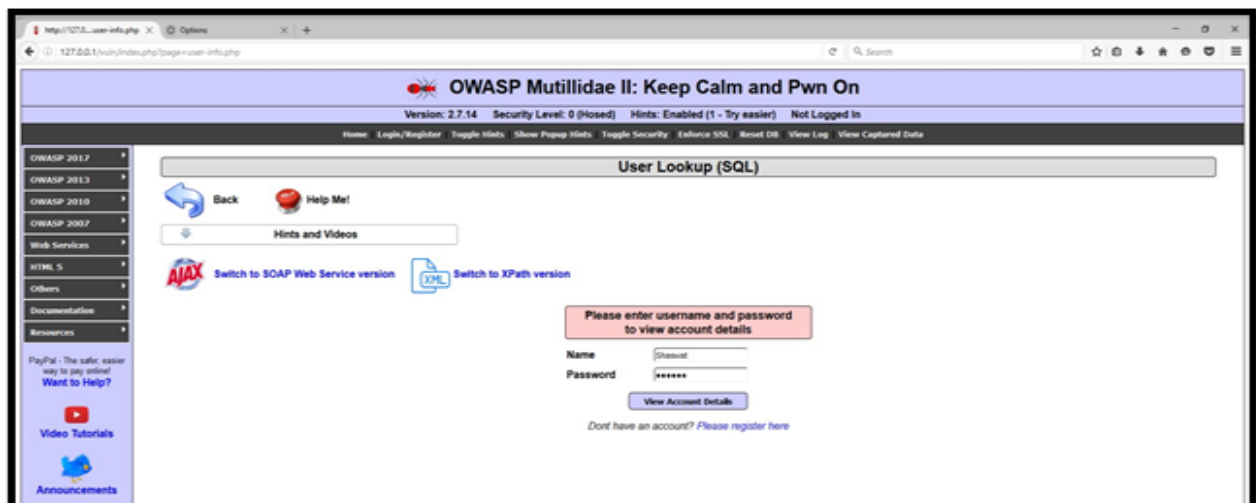 http://127.0....user-info.php
Options
127.0.0.1/vuln/index.php?page=user-info.php
Search
OWASP Mutillidae II: Keep Calm and Pwn On
Version: 2.7.14 Security Level: 0 (Hosed) Hints: Enabled (1 - Try easier) Not Logged In
Home Login/Register Toggle Hints Show Popup Hints Toggle Security Enforce SSL Reset DB View Log View Captured Data
OWASP 2017
OWASP 2013
OWASP 2010
OWASP 2007
Web Services
HTML 5
Others
Documentation
Resources
PayPal - The safer, easier
way to pay online!
Want to Help?
Video Tutorials
Announcements
User Lookup (SQL)
Back
Help Me!
Hints and Videos
AJAX
Switch to SOAP Web Service version
XML
Switch to XPath version
Please enter username and password
to view account details
Name Shaswat
Password
View Account Details
Dont have an account? Please register here